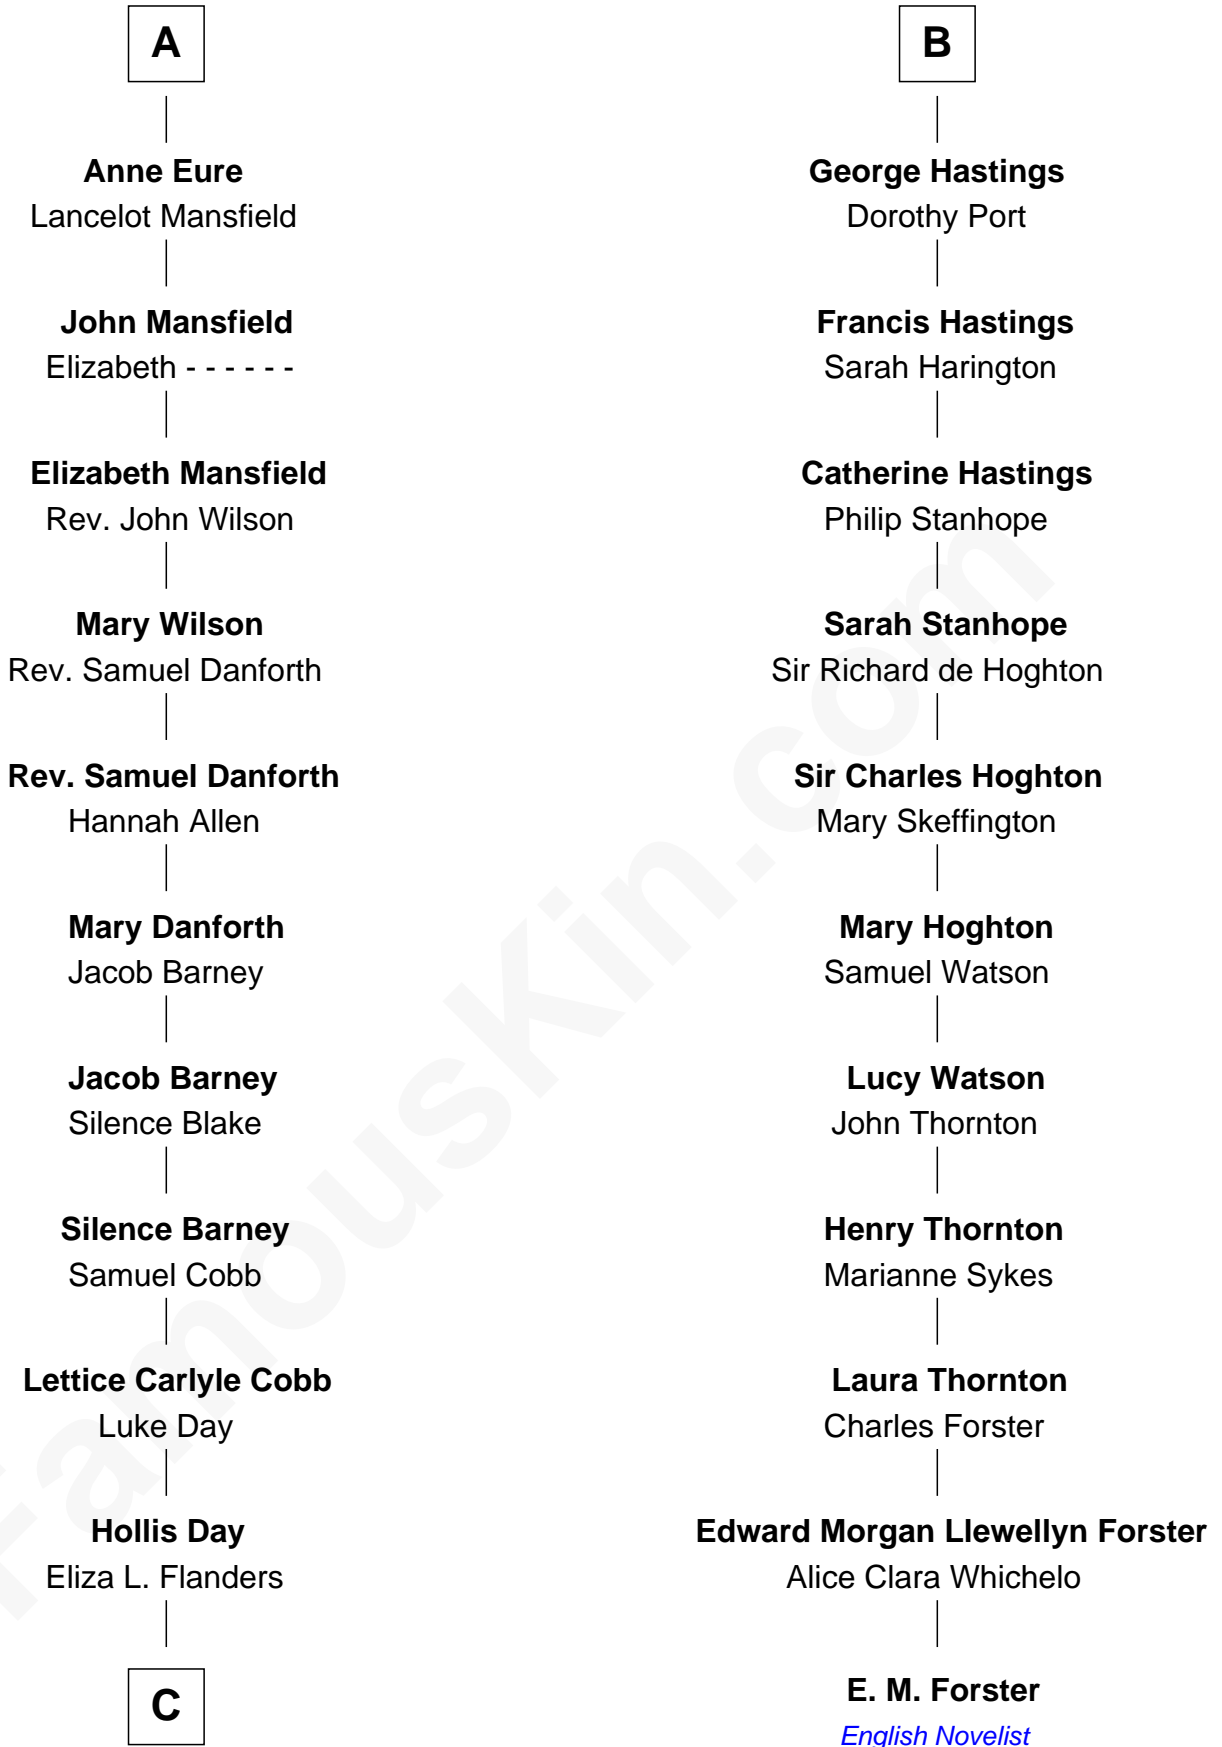 A
Anne Eure
Lancelot Mansfield
John Mansfield
Elizabeth - - - - - -
Elizabeth Mansfield
Rev. John Wilson
Mary Wilson
Rev. Samuel Danforth
Rev. Samuel Danforth
Hannah Allen
Mary Danforth
Jacob Barney
Jacob Barney
Silence Blake
Silence Barney
Samuel Cobb
Lettice Carlyle Cobb
Luke Day
Hollis Day
Eliza L. Flanders
C
B
George Hastings
Dorothy Port
Francis Hastings
Sarah Harington
Catherine Hastings
Philip Stanhope
Sarah Stanhope
Sir Richard de Hoghton
Sir Charles Hoghton
Mary Skeffington
Mary Hoghton
Samuel Watson
Lucy Watson
John Thornton
Henry Thornton
Marianne Sykes
Laura Thornton
Charles Forster
Edward Morgan Llewellyn Forster
Alice Clara Whichelo
E. M. Forster
English Novelist
FamousKin.com